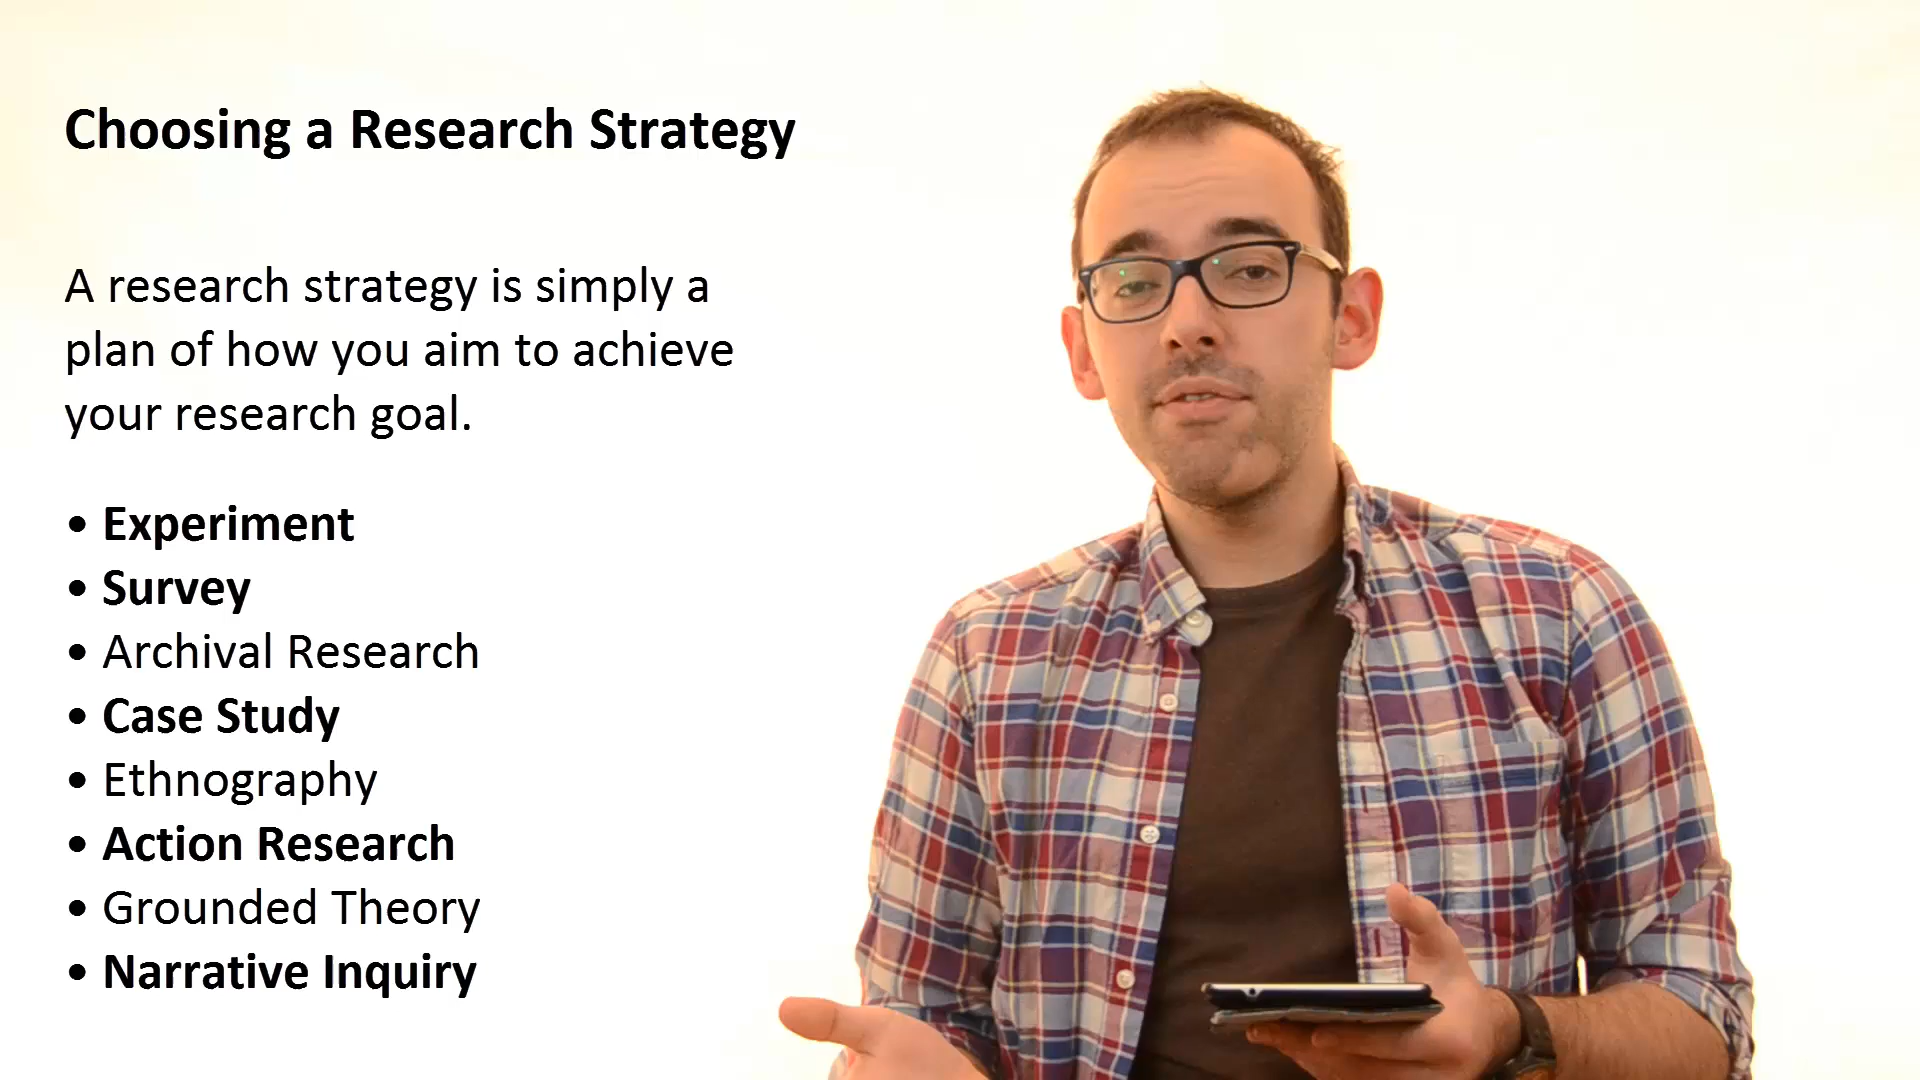 Choosing a Research Strategy
A research strategy is simply a
plan of how you aim to achieve
your research goal.
• Experiment
• Survey
• Archival Research
• Case Study
• Ethnography
• Action Research
• Grounded Theory
• Narrative Inquiry